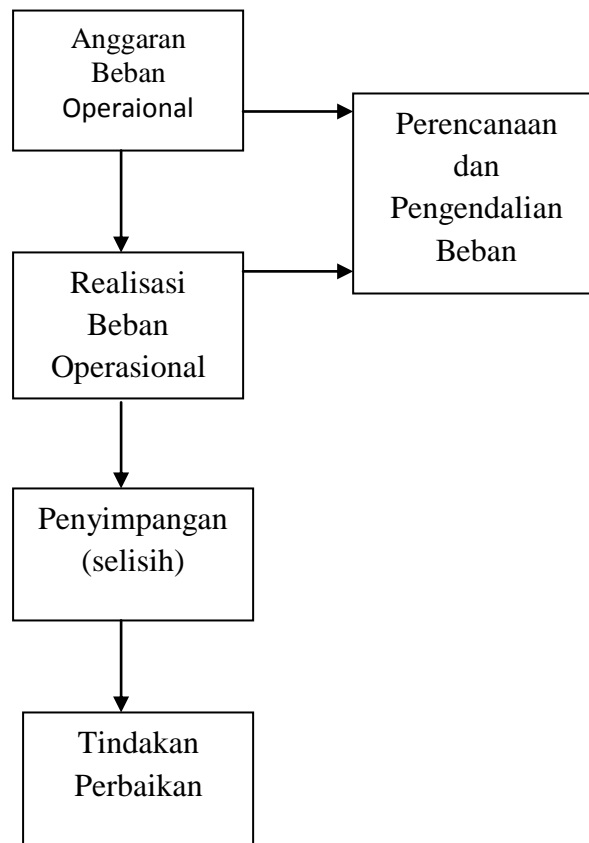 Anggaran
Beban
Operaional
Perencanaan
dan
Pengendalian
Beban
Realisasi
Beban
Operasional
Penyimpangan
(selisih)
Tindakan
Perbaikan